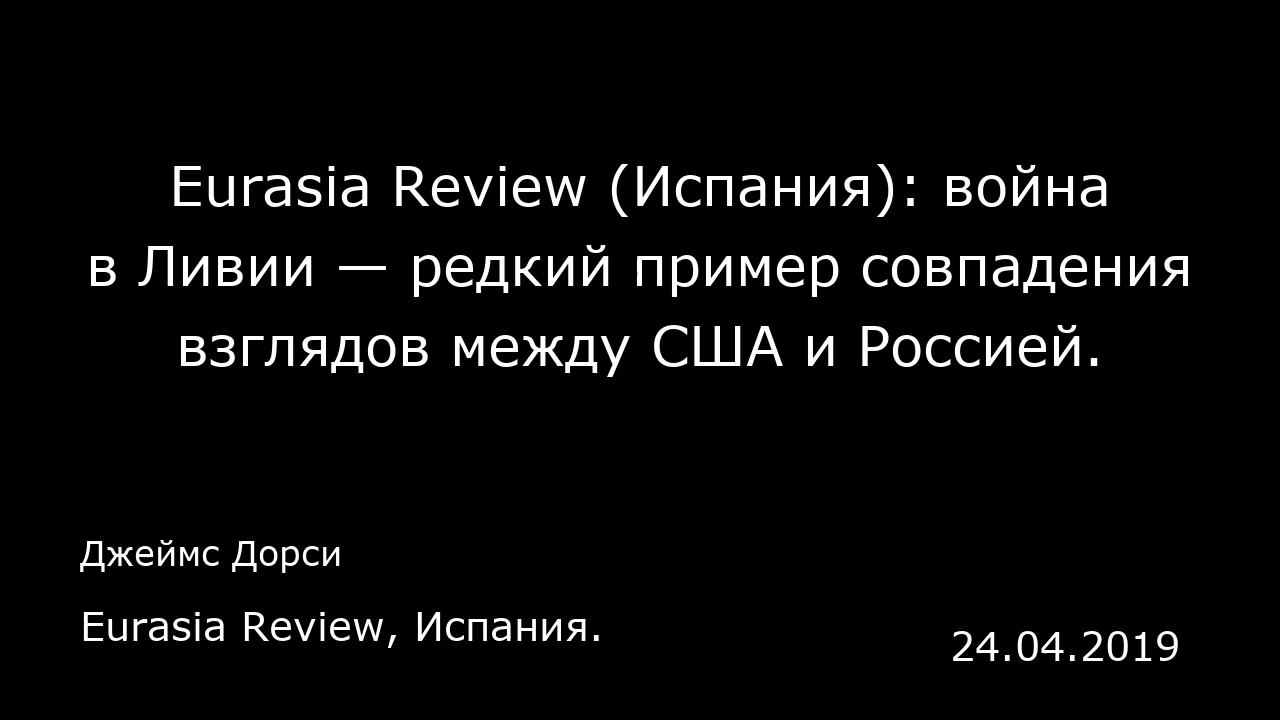 Eurasia Review (Испания): война
в Ливии — редкий пример совпадения
взглядов между США и Россией.
Джеймс Дорси
Eurasia Review, Испания.
24.04.2019